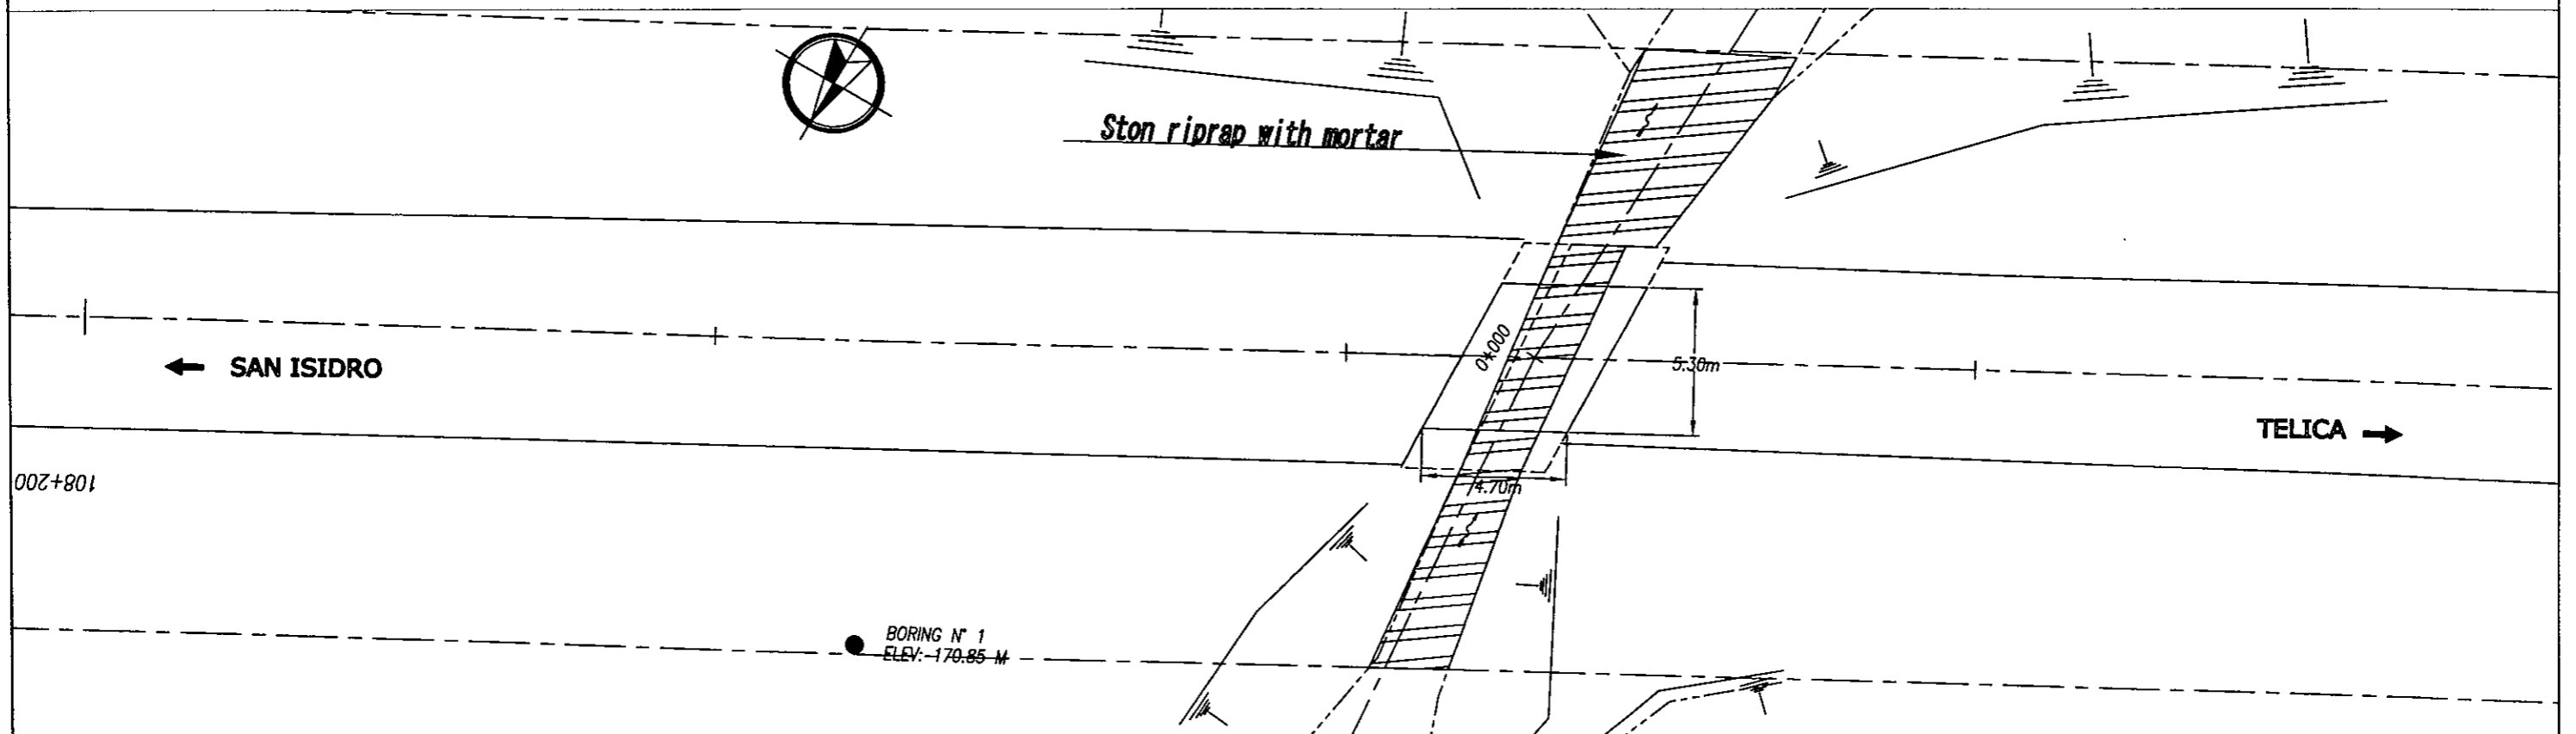 Ston riprap with mortar
0+000
5.30m
SAN ISIDRO
TELICA
108+200
4.70m
BORING N° 1
ELEV:-170.85 M